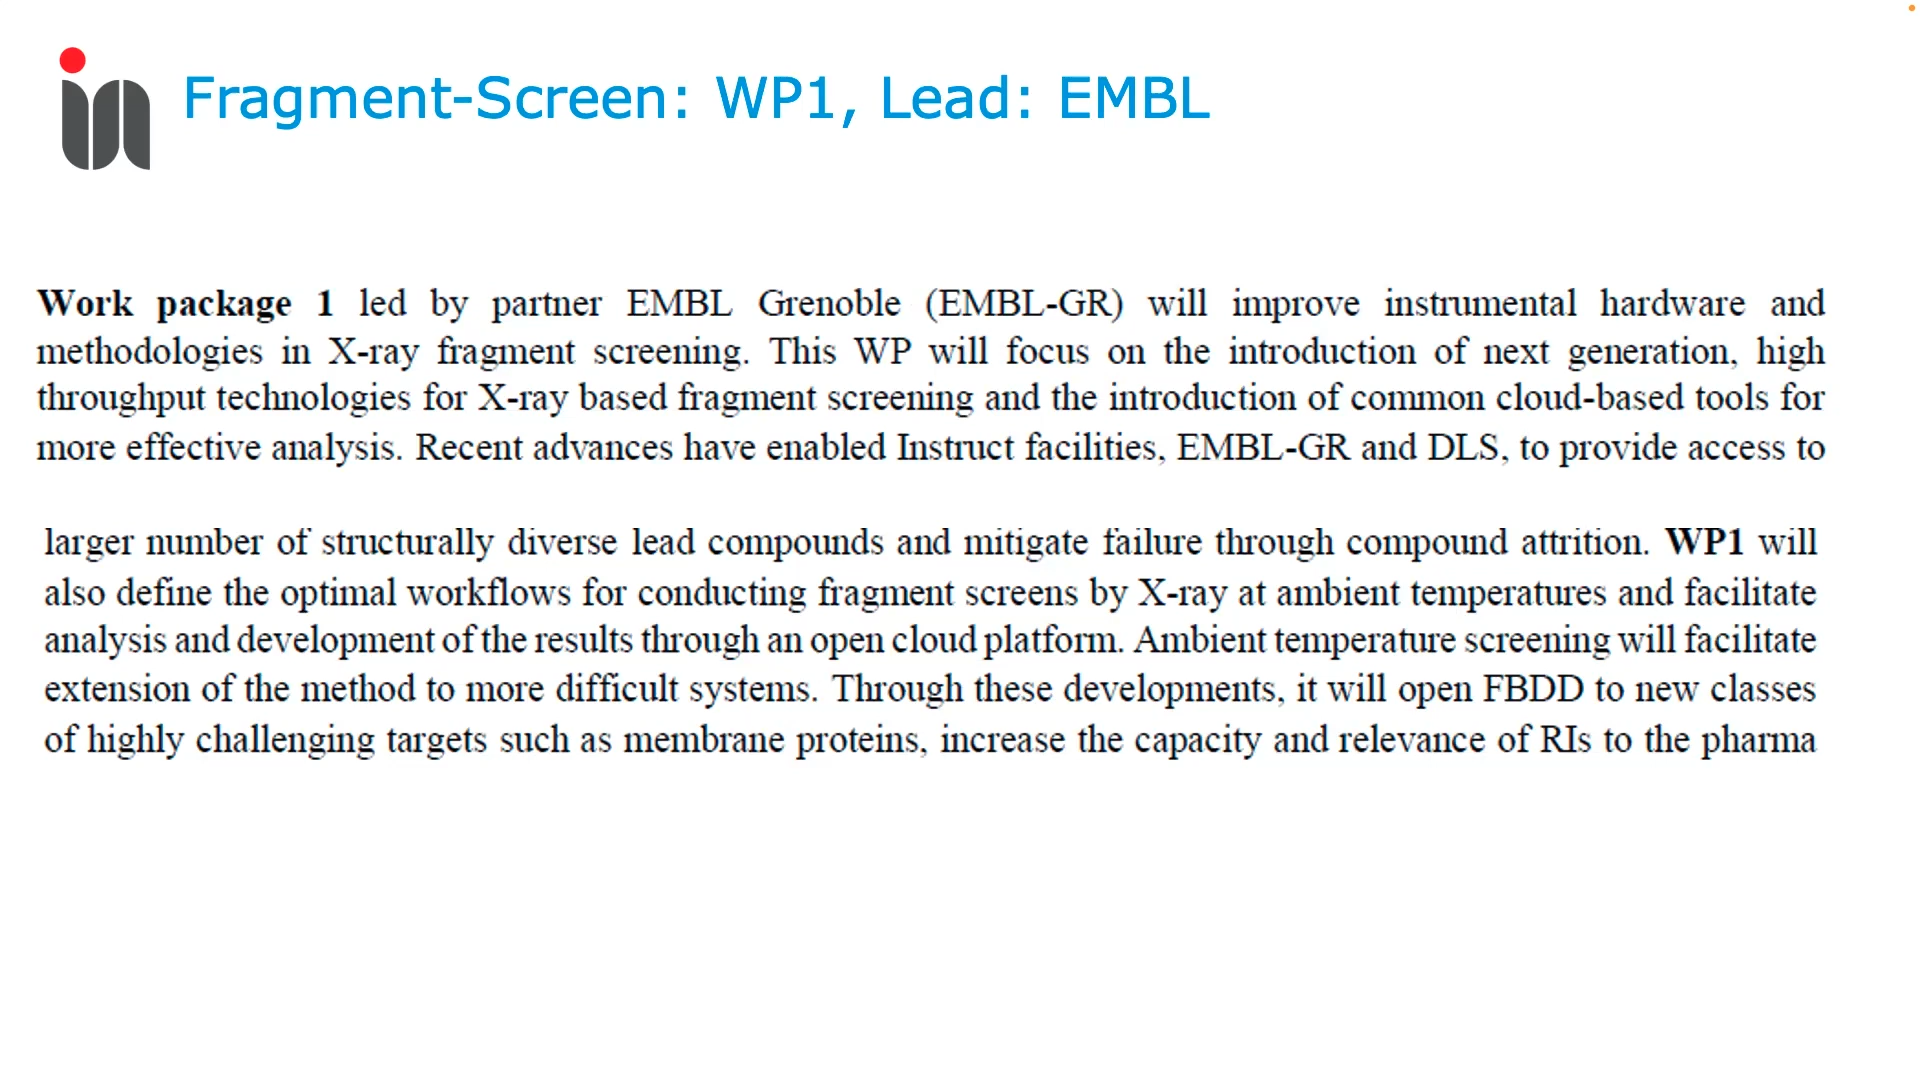 Fragment-Screen: WP1, Lead: EMBL
Work package 1 led by partner EMBL Grenoble (EMBL-GR) will improve instrumental hardware and
methodologies in X-ray fragment screening. This WP will focus on the introduction of next generation, high
throughput technologies for X-ray based fragment screening and the introduction of common cloud-based tools for
more effective analysis. Recent advances have enabled Instruct facilities, EMBL-GR and DLS, to provide access to
larger number of structurally diverse lead compounds and mitigate failure through compound attrition. WP1 will
also define the optimal workflows for conducting fragment screens by X-ray at ambient temperatures and facilitate
analysis and development of the results through an open cloud platform. Ambient temperature screening will facilitate
extension of the method to more difficult systems. Through these developments, it will open FBDD to new classes
of highly challenging targets such as membrane proteins, increase the capacity and relevance of RIs to the pharma